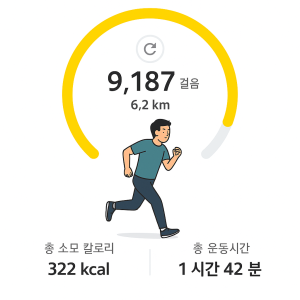 9,187 걸음
6,2 km
총 소모 칼로리
총 운동시간
322 kcal
1 시간 42 분